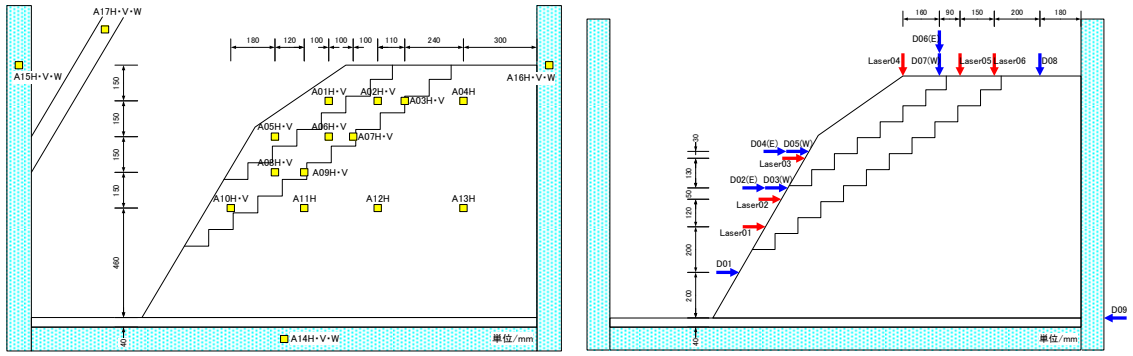 A17H・V・W
A15H・V・W
A16H・V・W
180
120
100
100
100
110
240
300
150
150
150
150
460
40
A01H・V
A02H・V
A03H・V
A04H
A05H・V
A06H・V
A07H・V
A08H・V
A09H・V
A10H・V
A11H
A12H
A13H
A14H・V・W
単位/mm
160
90
150
200
180
D06(E)
Laser04
D07(W
Laser05
Laser06
D08
30
130
50
120
200
200
40
D04(E)
D05(W)
Laser03
D02(E)
D03(W)
Laser02
Laser01
D01
D09
単位/mm